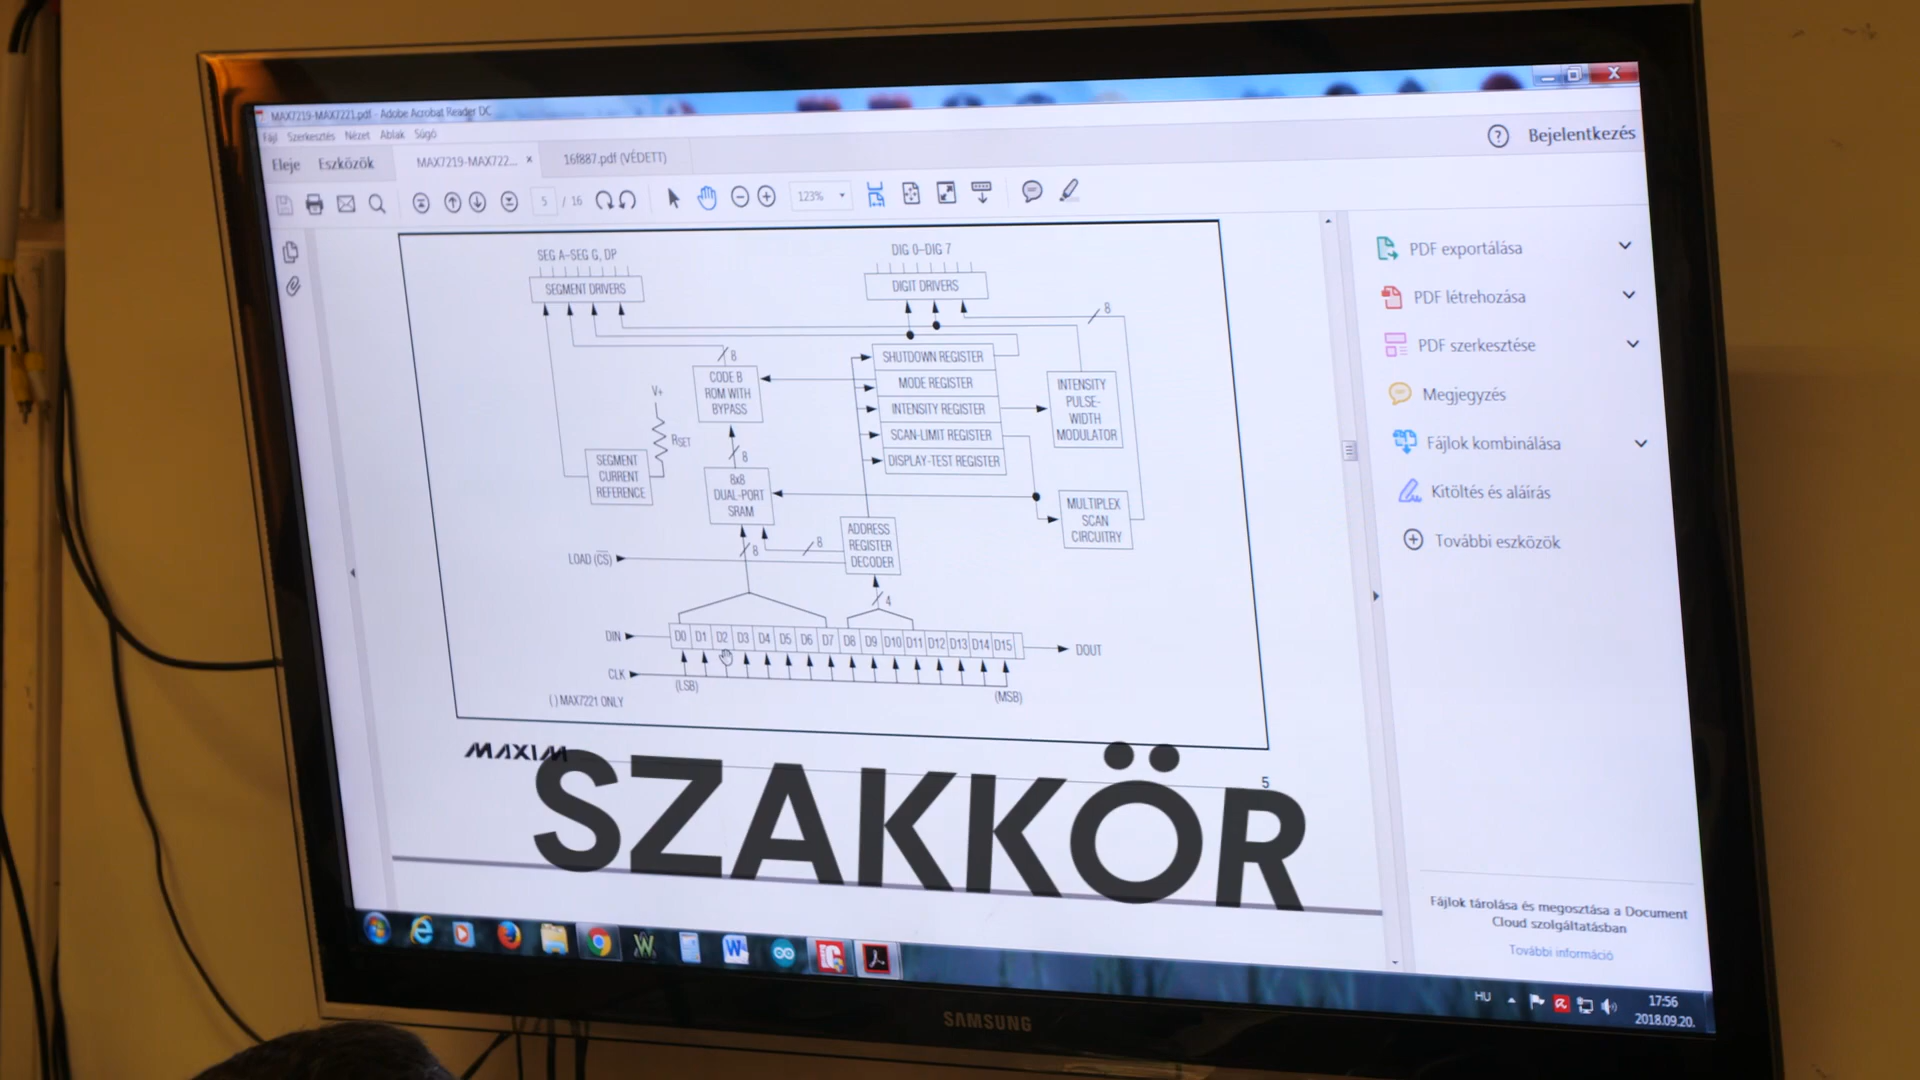 MAX7219-MAX7221.pdf - Adobe Acrobat Reader DC
Fájl Szerkesztés Nézet Ablak Súgó
Eleje Eszközök MAX7219-MAX722... × 16f887.pdf (VÉDETT)
Bejelentkezés
5 / 16 123%
SEG A–SEG G, DP
DIG 0–DIG 7
SEGMENT DRIVERS
DIGIT DRIVERS
8
8
CODE B
ROM WITH
BYPASS
V+
RSET
SEGMENT
CURRENT
REFERENCE
8
8x8
DUAL-PORT
SRAM
SHUTDOWN REGISTER
MODE REGISTER
INTENSITY REGISTER
SCAN-LIMIT REGISTER
DISPLAY-TEST REGISTER
INTENSITY
PULSE-
WIDTH
MODULATOR
MULTIPLEX
SCAN
CIRCUITRY
ADDRESS
REGISTER
DECODER
8
8
LOAD (CS)
4
DIN D0 D1 D2 D3 D4 D5 D6 D7 D8 D9 D10 D11 D12 D13 D14 D15 DOUT
CLK
(LSB) (MSB)
( ) MAX7221 ONLY
MAXIM
5
SZAKKÖR
PDF exportálása
PDF létrehozása
PDF szerkesztése
Megjegyzés
Fájlok kombinálása
Kitöltés és aláírás
További eszközök
Fájlok tárolása és megosztása a Document
Cloud szolgáltatásban
További információ
HU 17:56
2018.09.20.
SAMSUNG